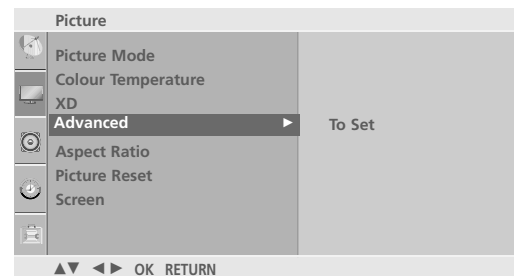 Picture
Picture Mode
Colour Temperature
XD
Advanced ► To Set
Aspect Ratio
Picture Reset
Screen
▲▼ ◄► OK RETURN